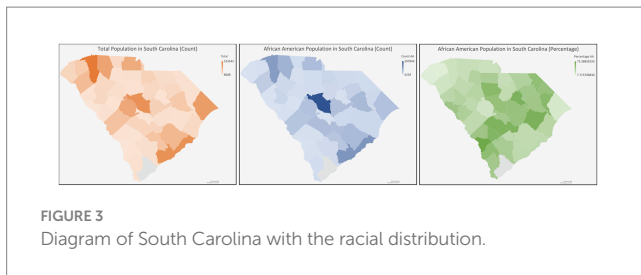 Total Population in South Carolina (Count)
Total
African American Population in South Carolina (Count)
African American Population in South Carolina (Percentage)
FIGURE 3
Diagram of South Carolina with the racial distribution.